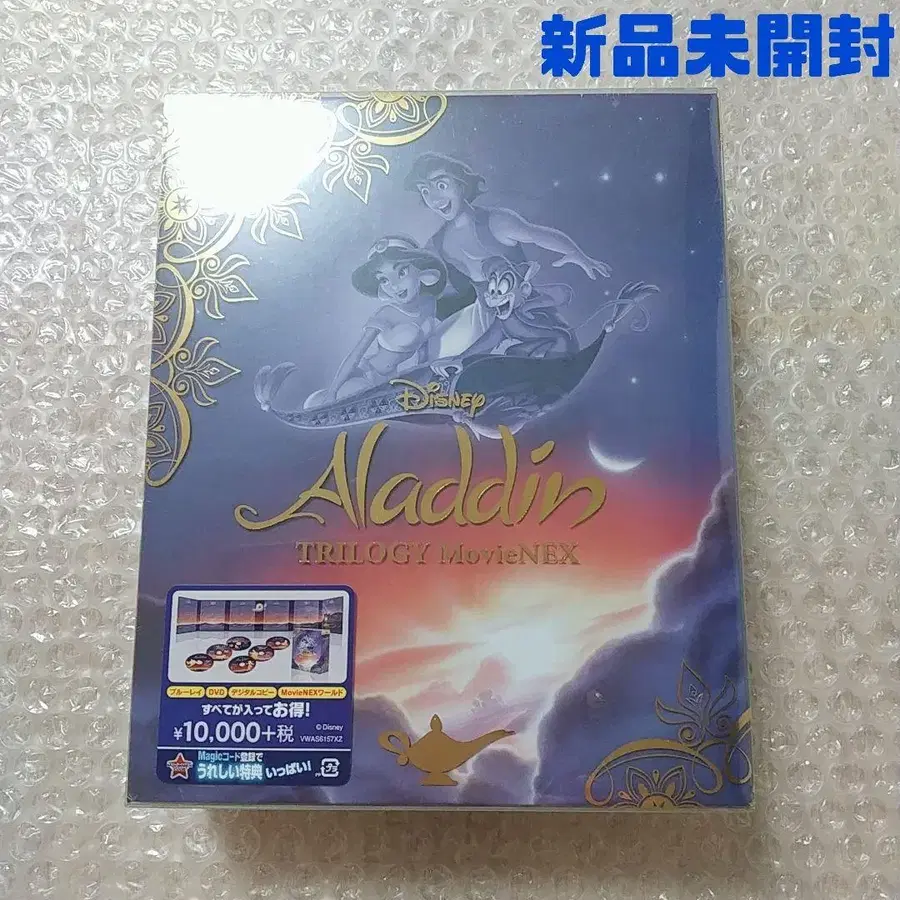 新品未開封
Disney
Aladdin
TRILOGY MovieNEX
ブルーレイ DVD デジタルコピー MovieNEXワールド
すべてが入ってお得!
¥10,000+税
© Disney
VWAS6157XZ
Magicコード登録で
うれしい特典 いっぱい!